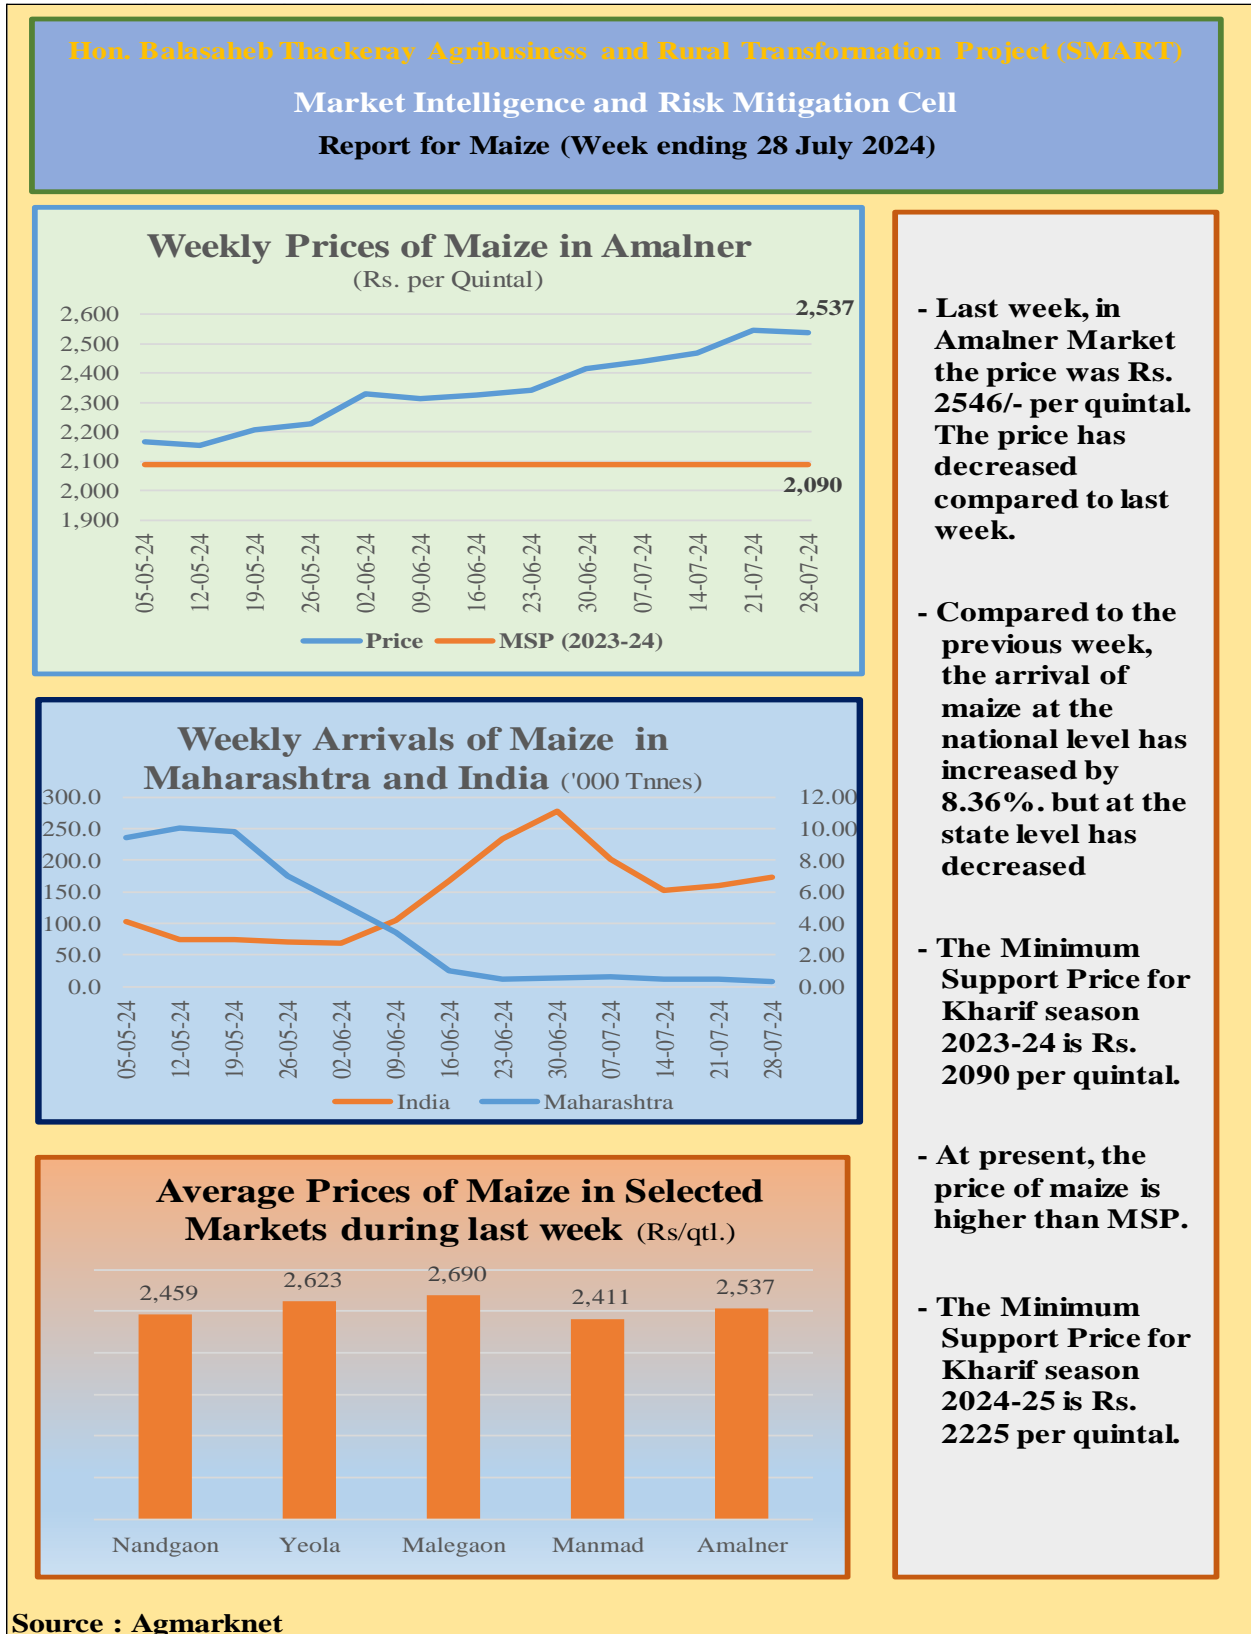 Hon. Balasaheb Thackeray Agribusiness and Rural Transformation Project (SMART)
Market Intelligence and Risk Mitigation Cell
Report for Maize (Week ending 28 July 2024)
Weekly Prices of Maize in Amalner
(Rs. per Quintal)
2,600
2,500
2,400
2,300
2,200
2,100
2,000
1,900
2,537
2,090
05-05-24
12-05-24
19-05-24
26-05-24
02-06-24
09-06-24
16-06-24
23-06-24
30-06-24
07-07-24
14-07-24
21-07-24
28-07-24
Price
MSP (2023-24)
Weekly Arrivals of Maize in
Maharashtra and India ('000 Tnnes)
300.0
250.0
200.0
150.0
100.0
50.0
0.0
12.00
10.00
8.00
6.00
4.00
2.00
0.00
05-05-24
12-05-24
19-05-24
26-05-24
02-06-24
09-06-24
16-06-24
23-06-24
30-06-24
07-07-24
14-07-24
21-07-24
28-07-24
India
Maharashtra
Average Prices of Maize in Selected
Markets during last week (Rs/qtl.)
2,459
2,623
2,690
2,411
2,537
Nandgaon
Yeola
Malegaon
Manmad
Amalner
- Last week, in
Amalner Market
the price was Rs.
2546/- per quintal.
The price has
decreased
compared to last
week.
- Compared to the
previous week,
the arrival of
maize at the
national level has
increased by
8.36%. but at the
state level has
decreased
- The Minimum
Support Price for
Kharif season
2023-24 is Rs.
2090 per quintal.
- At present, the
price of maize is
higher than MSP.
- The Minimum
Support Price for
Kharif season
2024-25 is Rs.
2225 per quintal.
Source : Agmarknet